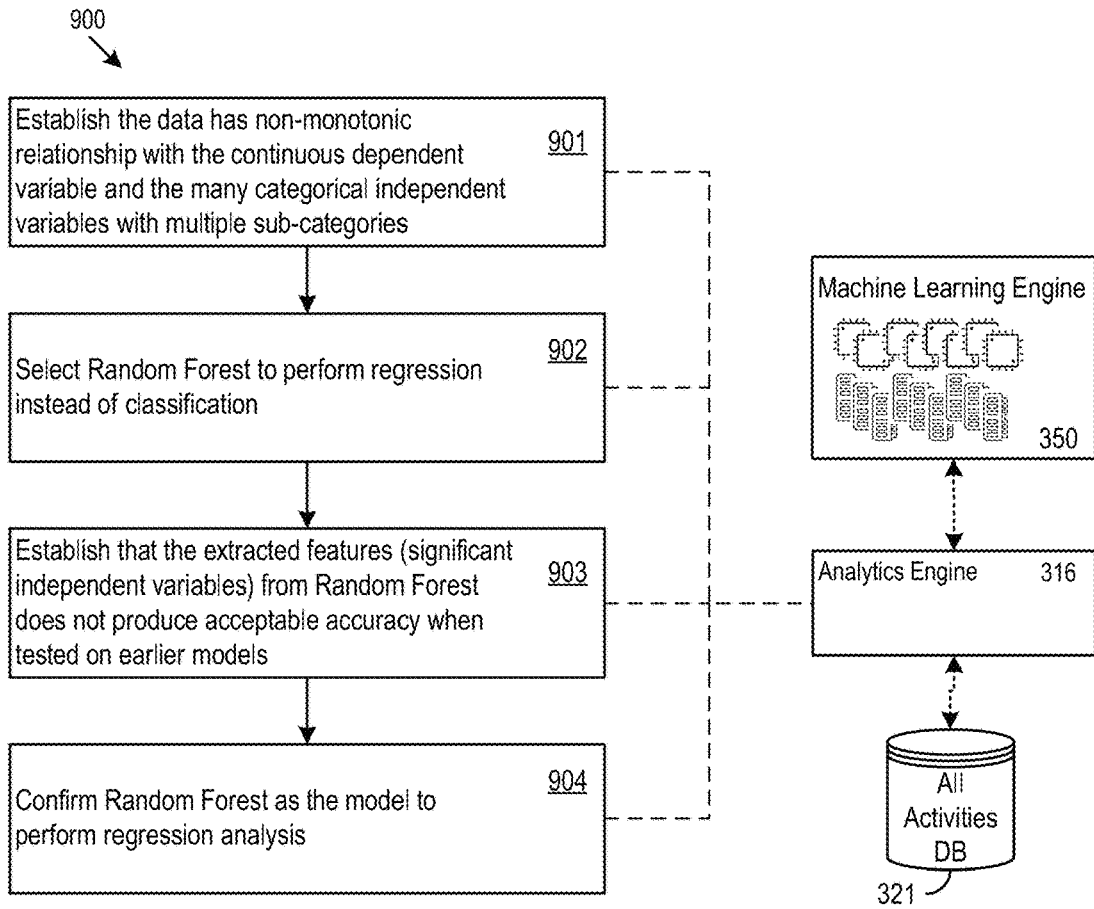 900
Establish the data has non-monotonic
relationship with the continuous dependent
variable and the many categorical independent
variables with multiple sub-categories
901
Select Random Forest to perform regression
instead of classification
902
Establish that the extracted features (significant
independent variables) from Random Forest
does not produce acceptable accuracy when
tested on earlier models
903
Confirm Random Forest as the model to
perform regression analysis
904
Machine Learning Engine
350
Analytics Engine
316
All
Activities
DB
321